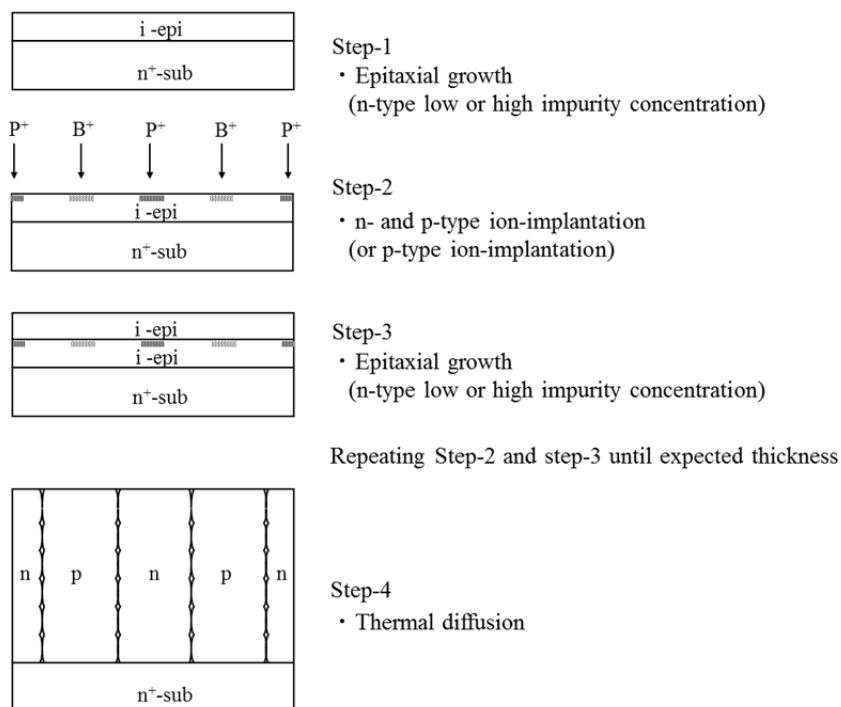 i -epi
n⁺-sub
Step-1
・ Epitaxial growth
(n-type low or high impurity concentration)
P⁺ B⁺ P⁺ B⁺ P⁺
i -epi
n⁺-sub
Step-2
・ n- and p-type ion-implantation
(or p-type ion-implantation)
i -epi
i -epi
n⁺-sub
Step-3
・ Epitaxial growth
(n-type low or high impurity concentration)
Repeating Step-2 and step-3 until expected thickness
n p n p n
n⁺-sub
Step-4
・ Thermal diffusion